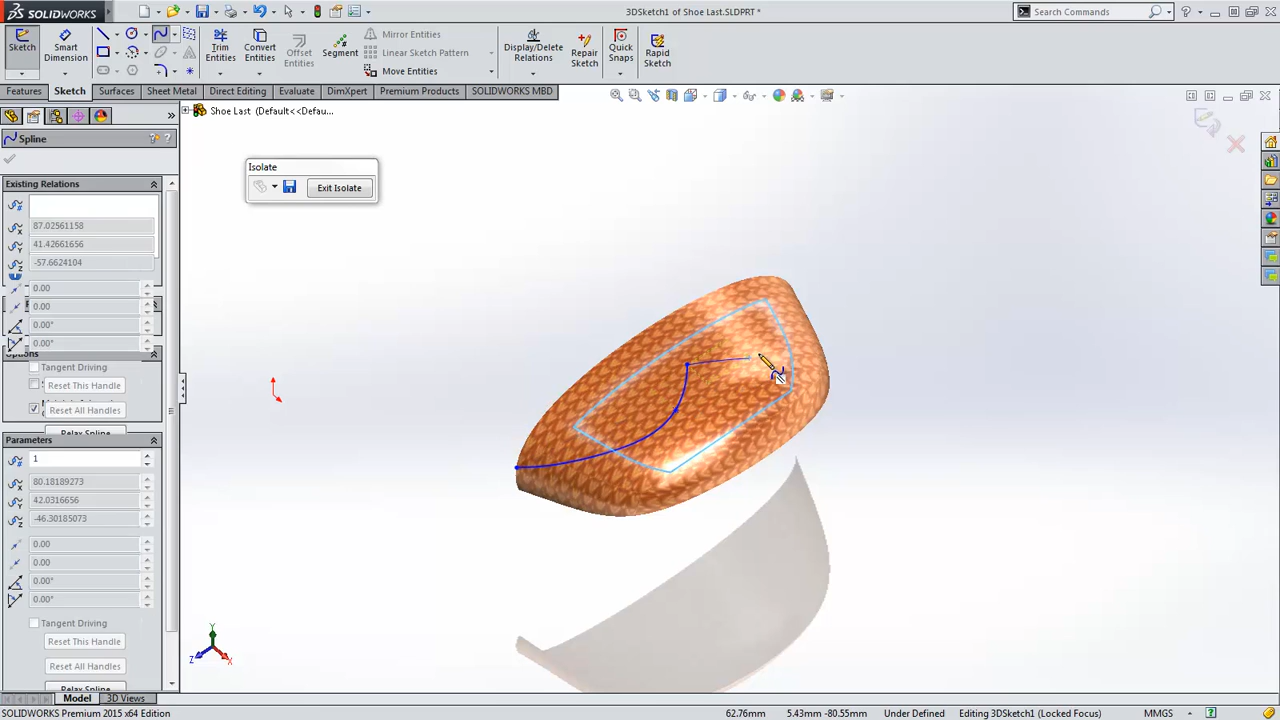 SOLIDWORKS
3DSketch1 of Shoe Last.SLDPRT *
Search Commands
Sketch
Smart Dimension
Trim Entities
Convert Entities
Offset Entities
Segment
Mirror Entities
Linear Sketch Pattern
Move Entities
Display/Delete Relations
Repair Sketch
Quick Snaps
Rapid Sketch
Features
Sketch
Surfaces
Sheet Metal
Direct Editing
Evaluate
DimXpert
Premium Products
SOLIDWORKS MBD
Shoe Last (Default<<Defau...
Spline
Isolate
Exit Isolate
Existing Relations
87.02561158
41.42661656
-57.6624104
0.00
0.00
0.00°
0.00°
Options
Tangent Driving
Reset This Handle
Reset All Handles
Relax Spline
Parameters
1
80.18189273
42.0316656
-46.30185073
0.00
0.00
0.00°
0.00°
Tangent Driving
Reset This Handle
Reset All Handles
Relax Spline
Y
Z
X
Model
3D Views
SOLIDWORKS Premium 2015 x64 Edition
62.76mm
5.43mm -80.55mm
Under Defined
Editing 3DSketch1 (Locked Focus)
MMGS